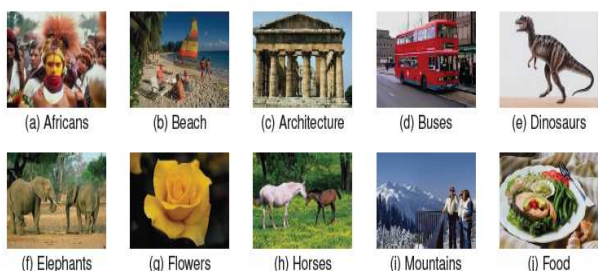 (a) Africans
(b) Beach
(c) Architecture
(d) Buses
(e) Dinosaurs
(f) Elephants
(g) Flowers
(h) Horses
(i) Mountains
(j) Food